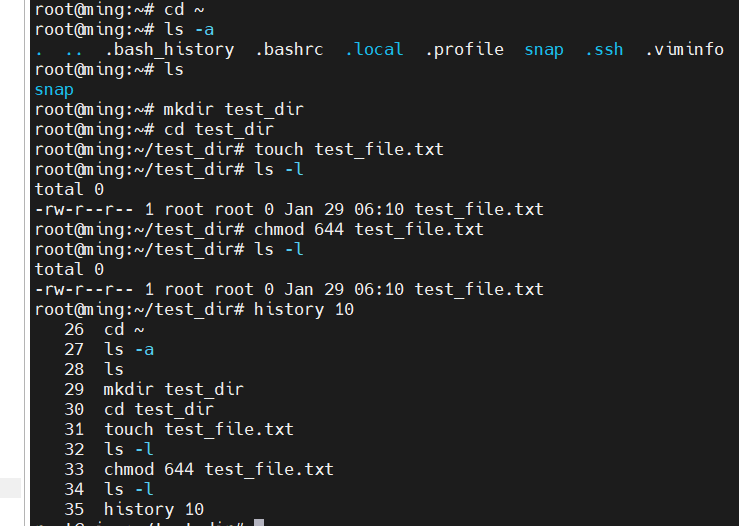 root@ming:~# cd ~
root@ming:~# ls -a
.  ..  .bash_history  .bashrc  .local  .profile  snap  .ssh  .viminfo
root@ming:~# ls
snap
root@ming:~# mkdir test_dir
root@ming:~# cd test_dir
root@ming:~/test_dir# touch test_file.txt
root@ming:~/test_dir# ls -l
total 0
-rw-r--r-- 1 root root 0 Jan 29 06:10 test_file.txt
root@ming:~/test_dir# chmod 644 test_file.txt
root@ming:~/test_dir# ls -l
total 0
-rw-r--r-- 1 root root 0 Jan 29 06:10 test_file.txt
root@ming:~/test_dir# history 10
   26  cd ~
   27  ls -a
   28  ls
   29  mkdir test_dir
   30  cd test_dir
   31  touch test_file.txt
   32  ls -l
   33  chmod 644 test_file.txt
   34  ls -l
   35  history 10